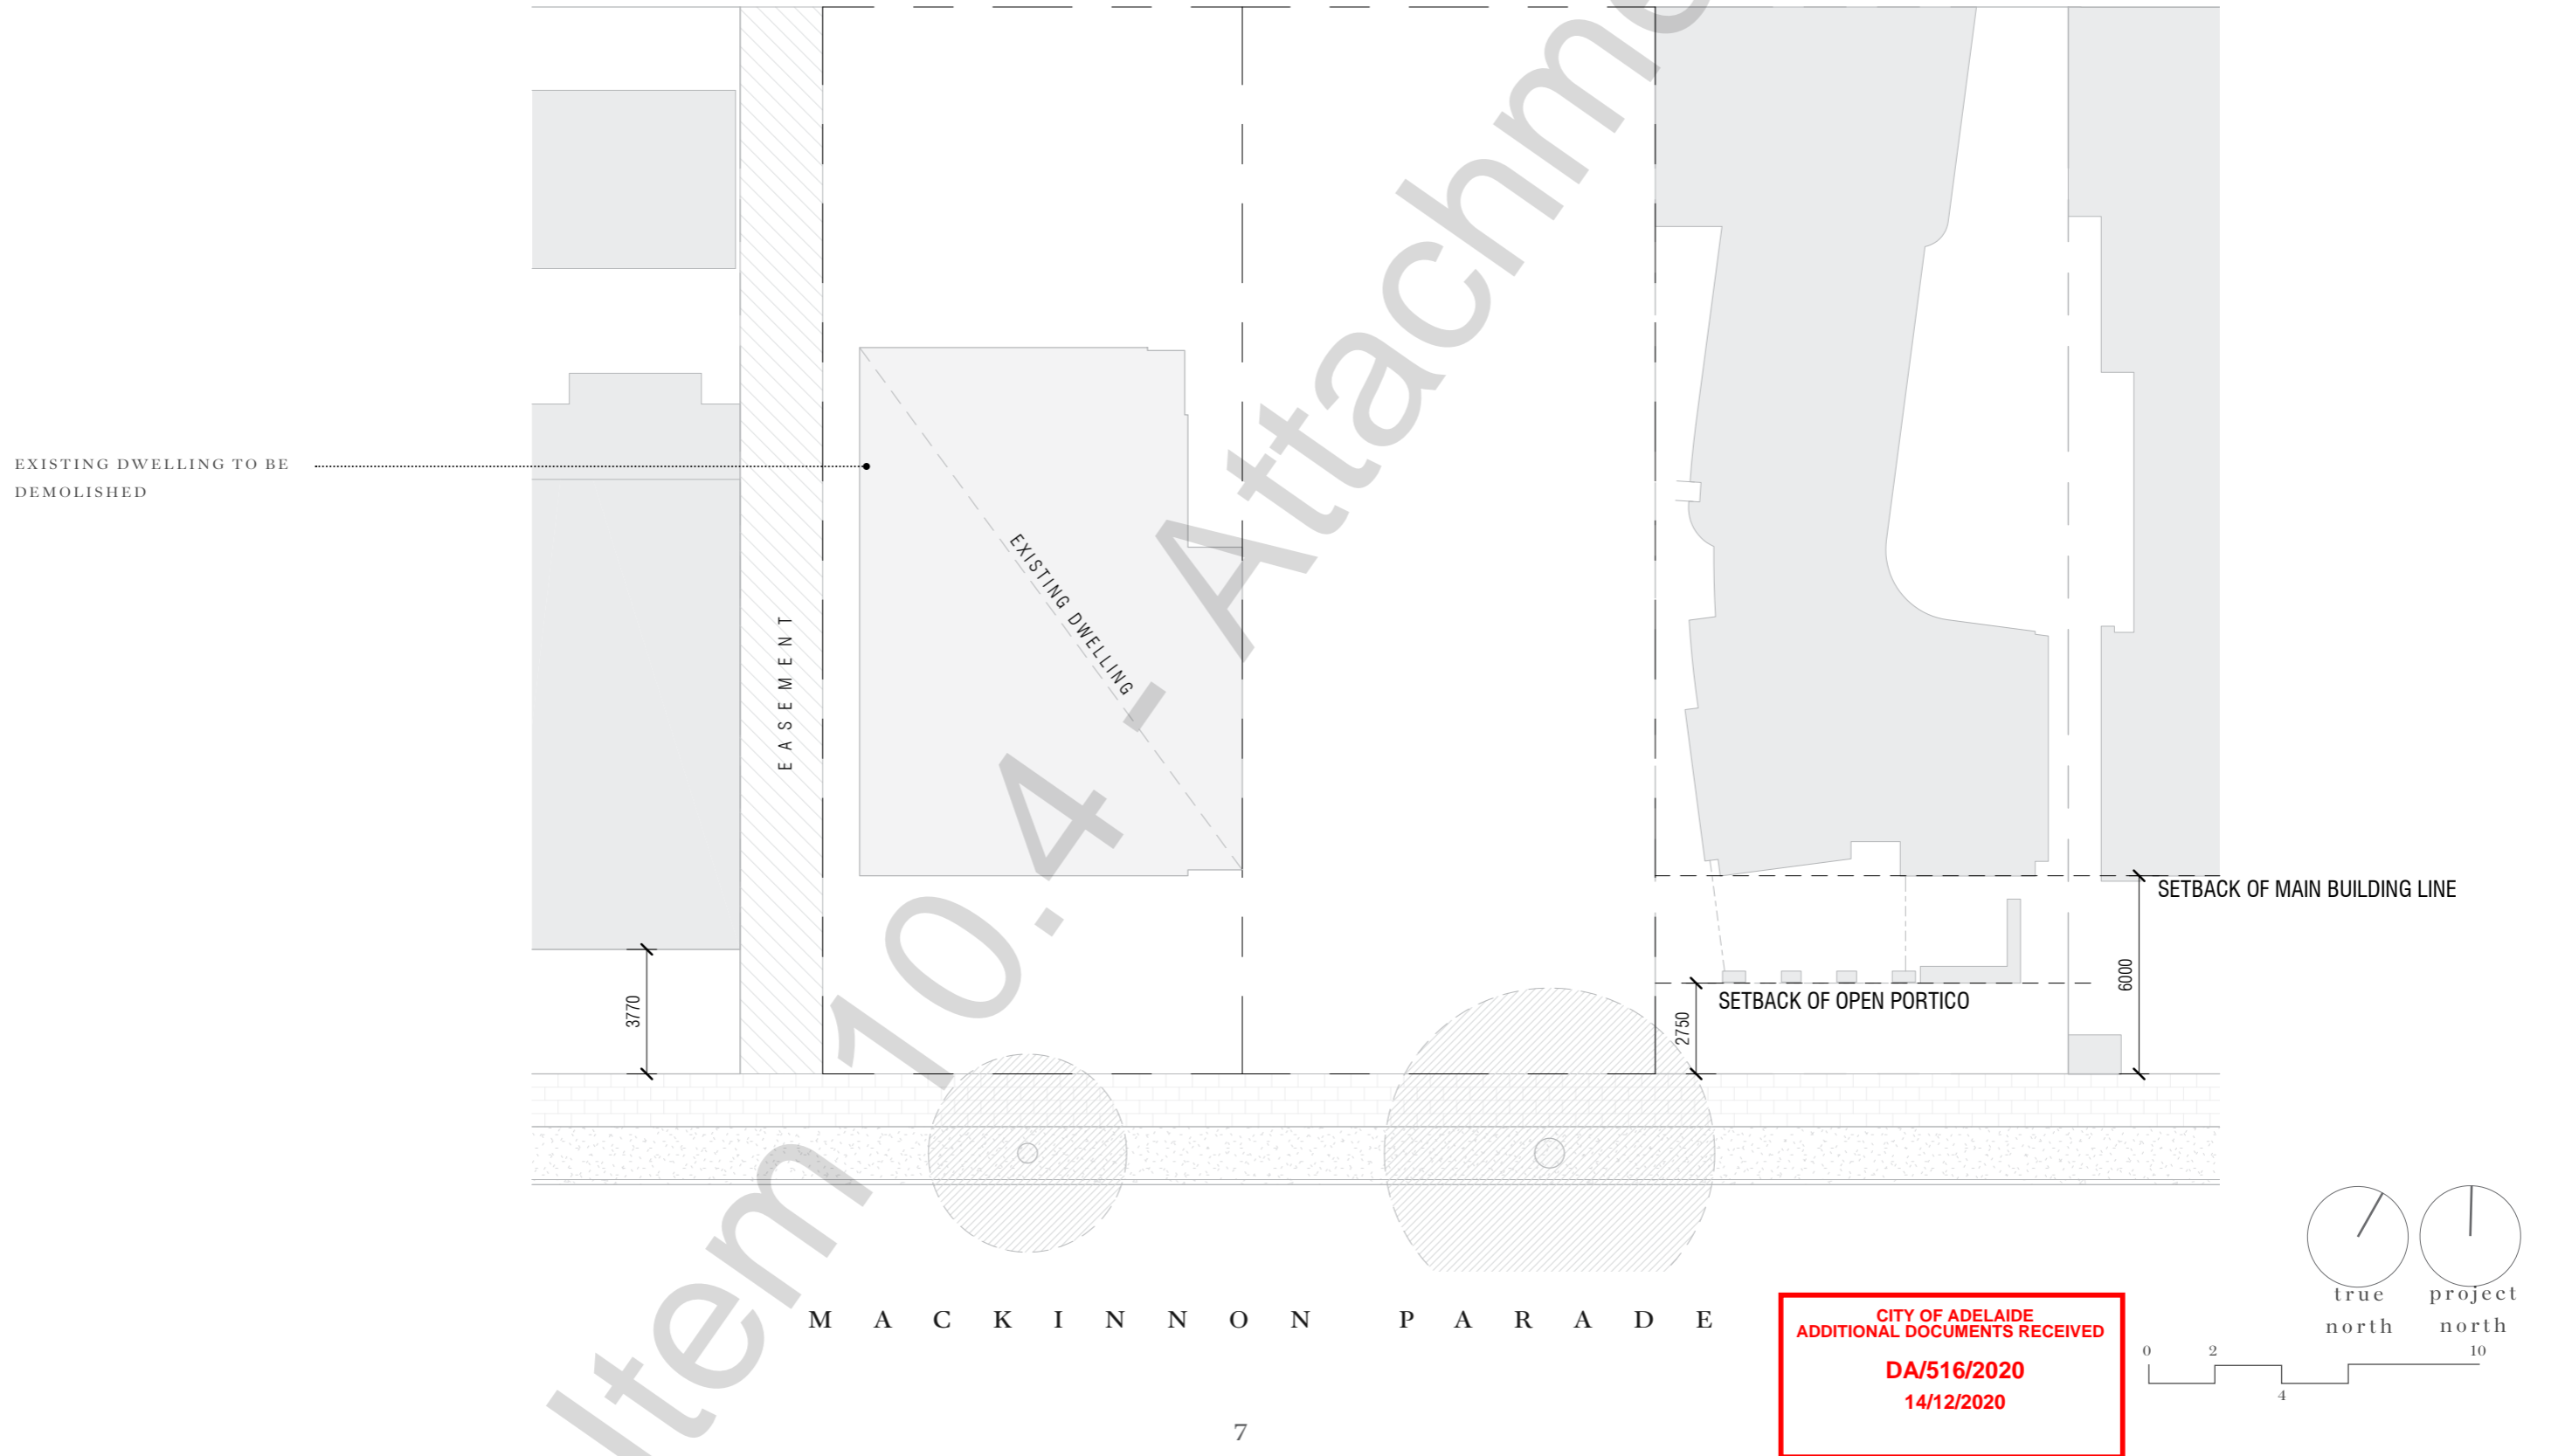 Item 10.4 - Attachme
EXISTING DWELLING TO BE
DEMOLISHED
EXISTING DWELLING
EASEMENT
SETBACK OF MAIN BUILDING LINE
6000
3770
SETBACK OF OPEN PORTICO
2750
MACKINNON PARADE
true
north
project
north
0
2
10
4
CITY OF ADELAIDE
ADDITIONAL DOCUMENTS RECEIVED
DA/516/2020
14/12/2020
7